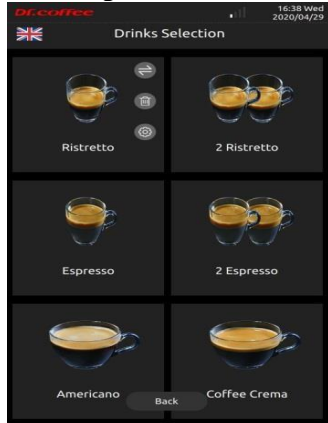 Dr.coffee
16:38 Wed
2020/04/29
Drinks Selection
Ristretto
2 Ristretto
Espresso
2 Espresso
Americano
Coffee Crema
Back